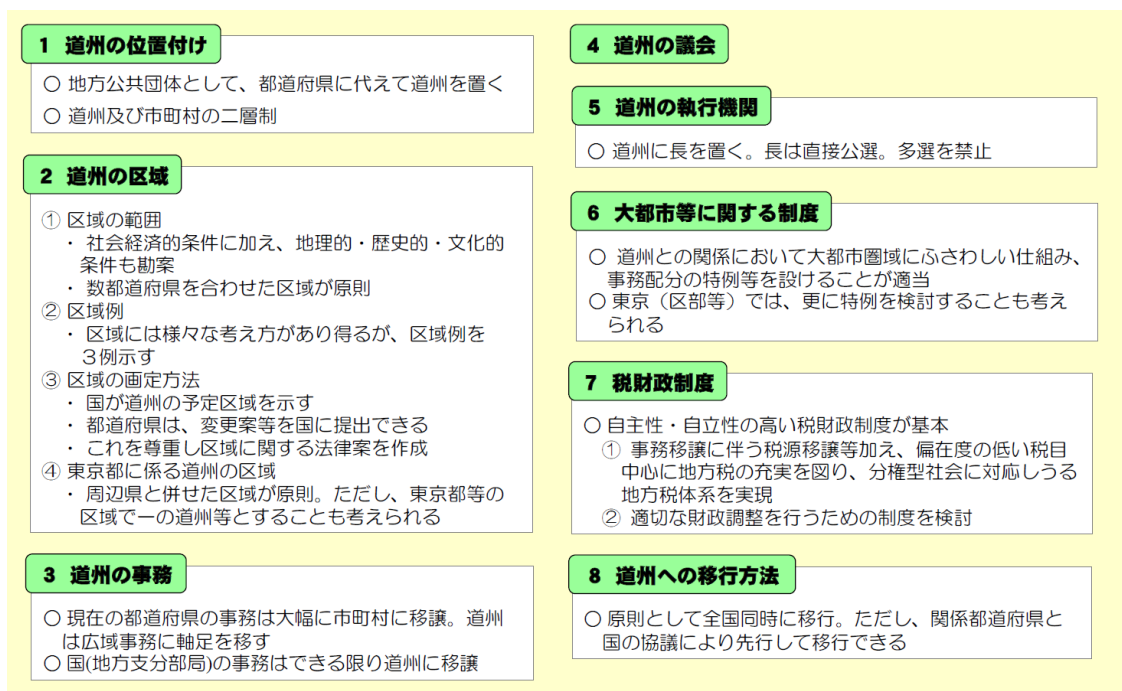 1 道州の位置付け
○ 地方公共団体として、都道府県に代えて道州を置く
○ 道州及び市町村の二層制
2 道州の区域
① 区域の範囲
・ 社会経済的条件に加え、地理的・歴史的・文化的
条件も勘案
・ 数都道府県を合わせた区域が原則
② 区域例
・ 区域には様々な考え方があり得るが、区域例を
３例示す
③ 区域の画定方法
・ 国が道州の予定区域を示す
・ 都道府県は、変更案等を国に提出できる
・ これを尊重し区域に関する法律案を作成
④ 東京都に係る道州の区域
・ 周辺県と併せた区域が原則。ただし、東京都等の
区域で一の道州等とすることも考えられる
3 道州の事務
○ 現在の都道府県の事務は大幅に市町村に移譲。道州
は広域事務に軸足を移す
○ 国(地方支分部局)の事務はできる限り道州に移譲
4 道州の議会
5 道州の執行機関
○ 道州に長を置く。長は直接公選。多選を禁止
6 大都市等に関する制度
○ 道州との関係において大都市圏域にふさわしい仕組み、
事務配分の特例等を設けることが適当
○ 東京（区部等）では、更に特例を検討することも考え
られる
7 税財政制度
○ 自主性・自立性の高い税財政制度が基本
① 事務移譲に伴う税源移譲等加え、偏在度の低い税目
中心に地方税の充実を図り、分権型社会に対応しうる
地方税体系を実現
② 適切な財政調整を行うための制度を検討
8 道州への移行方法
○ 原則として全国同時に移行。ただし、関係都道府県と
国の協議により先行して移行できる